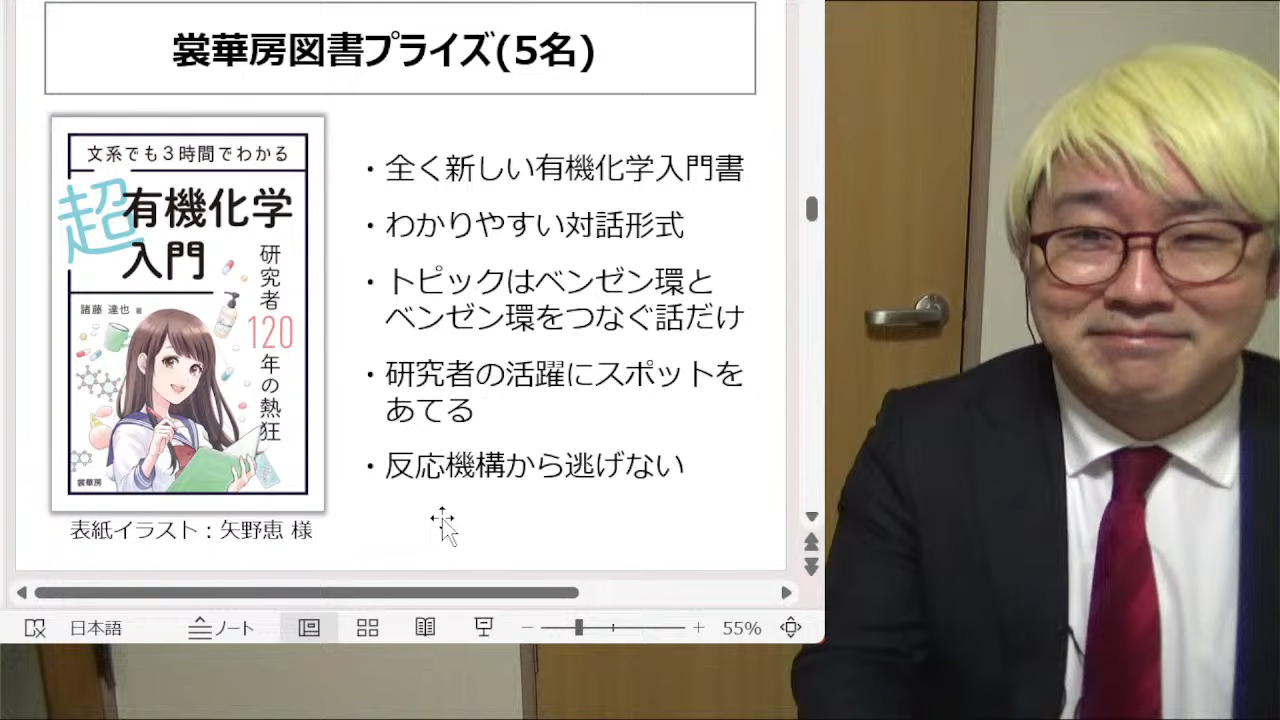 裳華房図書プライズ(5名)
文系でも3時間でわかる
超有機化学
入門
研究者120年の熱狂
諸藤 達也 著
裳華房
表紙イラスト：矢野恵 様
・全く新しい有機化学入門書
・わかりやすい対話形式
・トピックはベンゼン環と
ベンゼン環をつなぐ話だけ
・研究者の活躍にスポットを
あてる
・反応機構から逃げない
日本語
ノート
55%